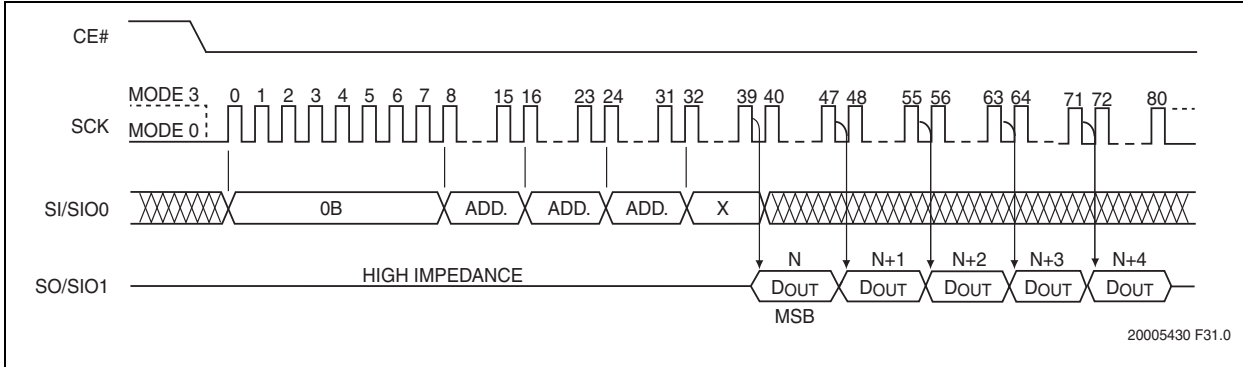 CE#
MODE 3 0 1 2 3 4 5 6 7 8 15 16 23 24 31 32 39 40 47 48 55 56 63 64 71 72 80
SCK MODE 0
SI/SIO0 0B ADD. ADD. ADD. X
N N+1 N+2 N+3 N+4
SO/SIO1 HIGH IMPEDANCE DOUT DOUT DOUT DOUT DOUT
MSB
20005430 F31.0